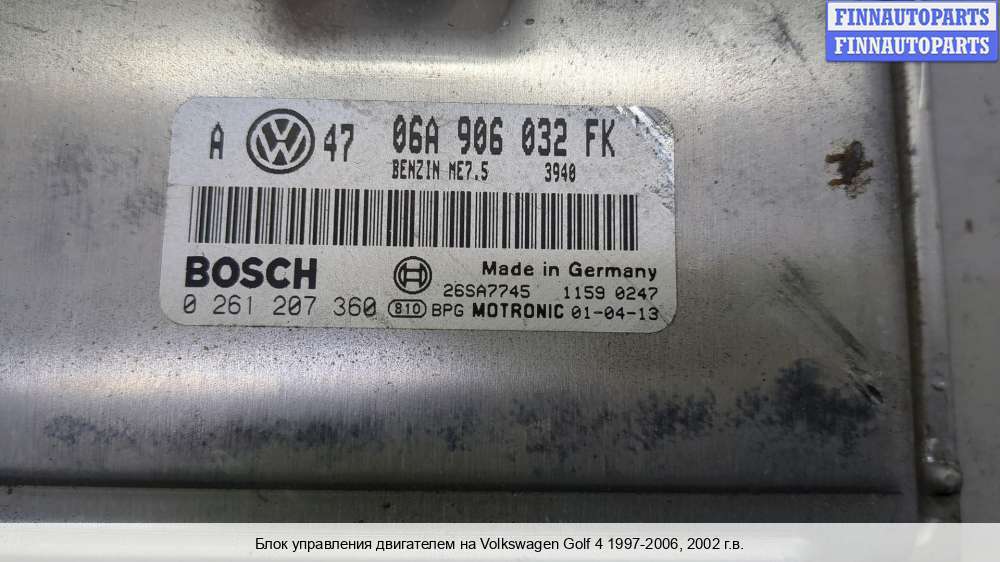 FINNAUTOPARTS
FINNAUTOPARTS
A VW 47 06A 906 032 FK
BENZIN ME7.5 3940
BOSCH Made in Germany
26SA7745 1159 0247
0 261 207 360 810 BPG MOTRONIC 01-04-13
Блок управления двигателем на Volkswagen Golf 4 1997-2006, 2002 г.в.